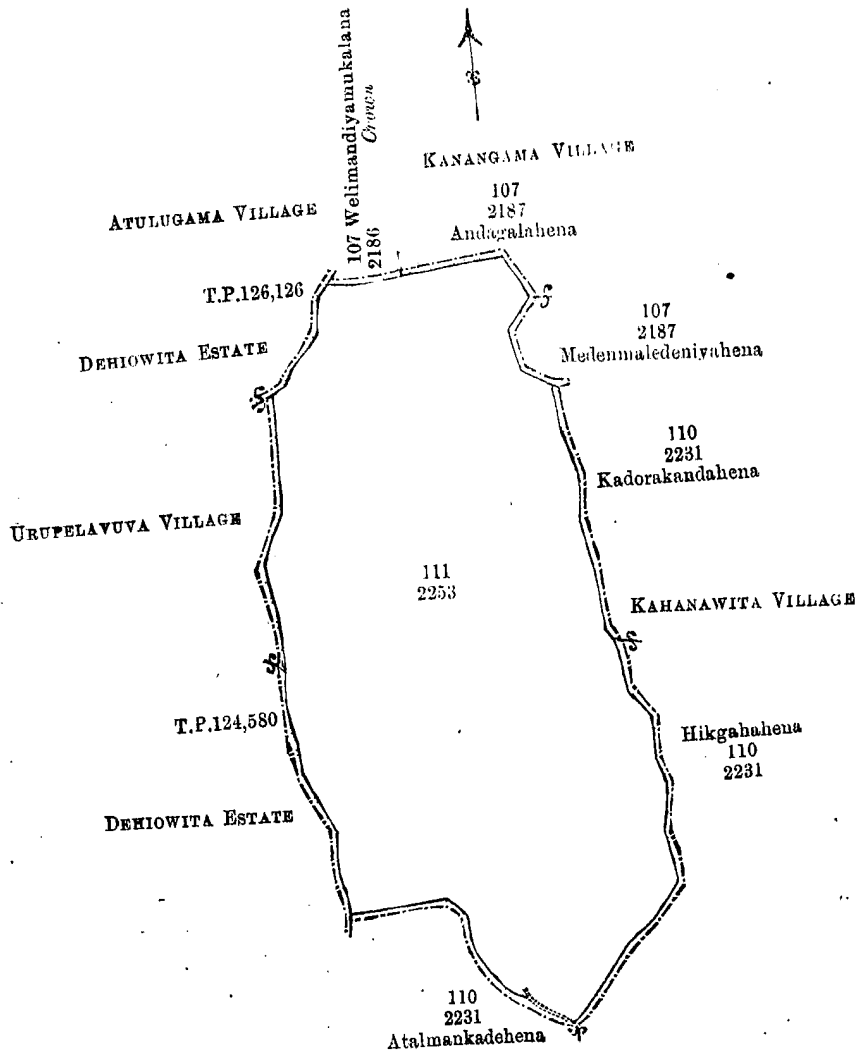 107 Welimandiyamukalana
2186 Crown
KANANGAMA VILLAGE
107
2187
Andagalahena
ATULUGAMA VILLAGE
T.P.126,126
DEHIOWITA ESTATE
107
2187
Medenmaledeniyahena
110
2231
Kadorakandahena
URUPELAVUVA VILLAGE
111
2253
KAHANAWITA VILLAGE
T.P.124,580
Hikgahahena
110
2231
DEHIOWITA ESTATE
110
2231
Atalmankadehena